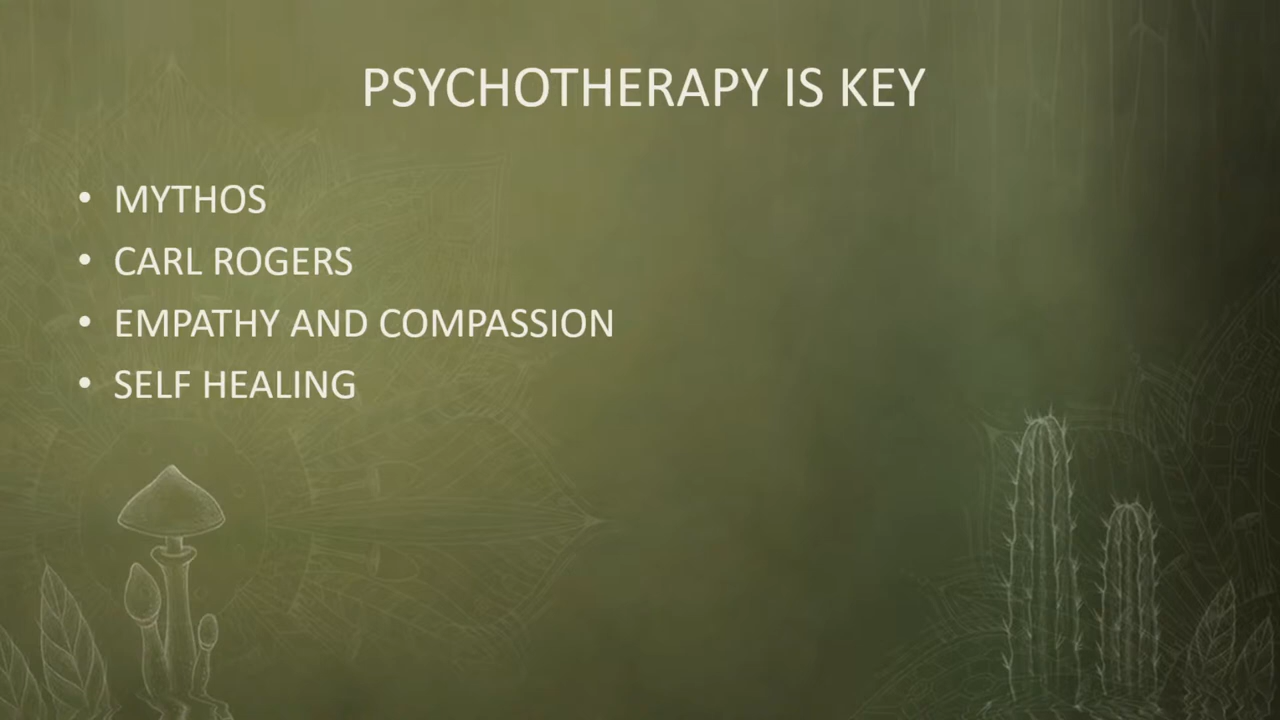 PSYCHOTHERAPY IS KEY
• MYTHOS
• CARL ROGERS
• EMPATHY AND COMPASSION
• SELF HEALING